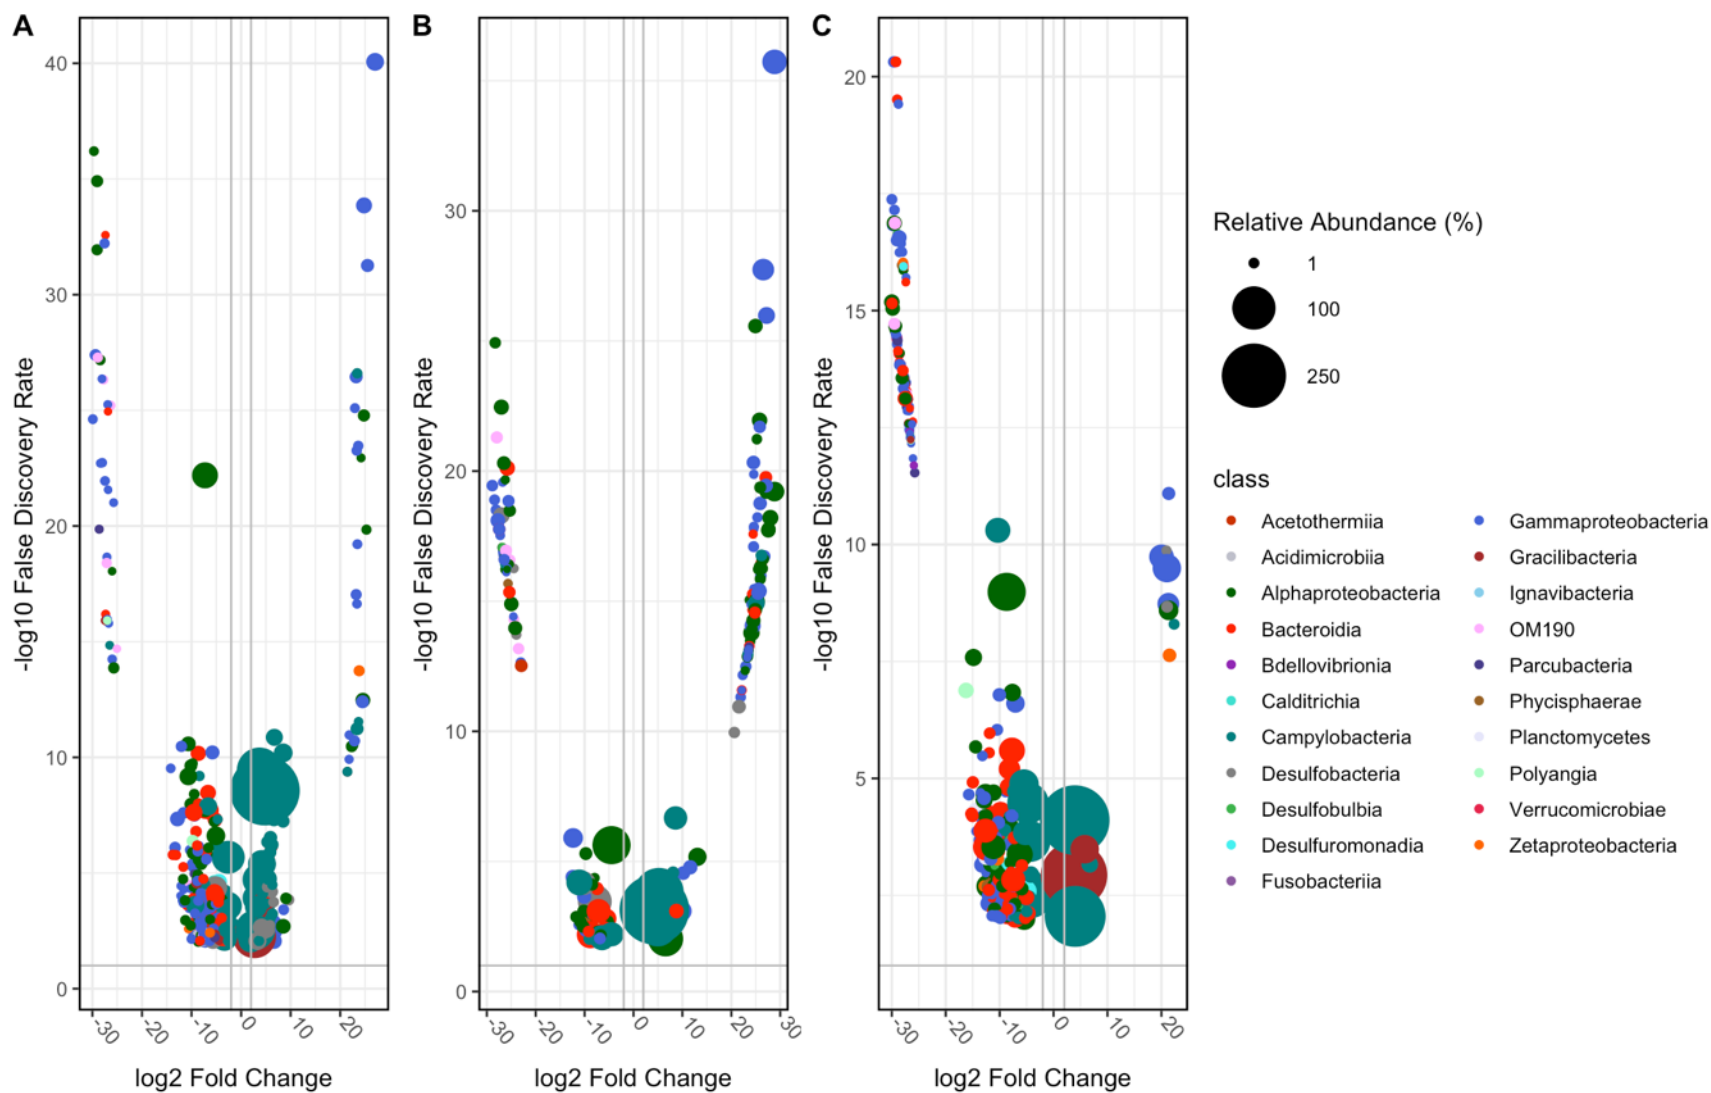 A
B
C
-log10 False Discovery Rate
40
30
20
10
0
-30
-20
-10
0
10
20
log2 Fold Change
-log10 False Discovery Rate
30
20
10
0
-30
-20
-10
0
10
20
30
log2 Fold Change
-log10 False Discovery Rate
20
15
10
5
-30
-20
-10
0
10
20
log2 Fold Change
Relative Abundance (%)
1
100
250
class
Acetothermiia
Acidimicrobiia
Alphaproteobacteria
Bacteroidia
Bdellovibrionia
Calditrichia
Campylobacteria
Desulfobacteria
Desulfobulbia
Desulfuromonadia
Fusobacteriia
Gammaproteobacteria
Gracilibacteria
Ignavibacteria
OM190
Parcubacteria
Phycisphaerae
Planctomycetes
Polyangia
Verrucomicrobiae
Zetaproteobacteria